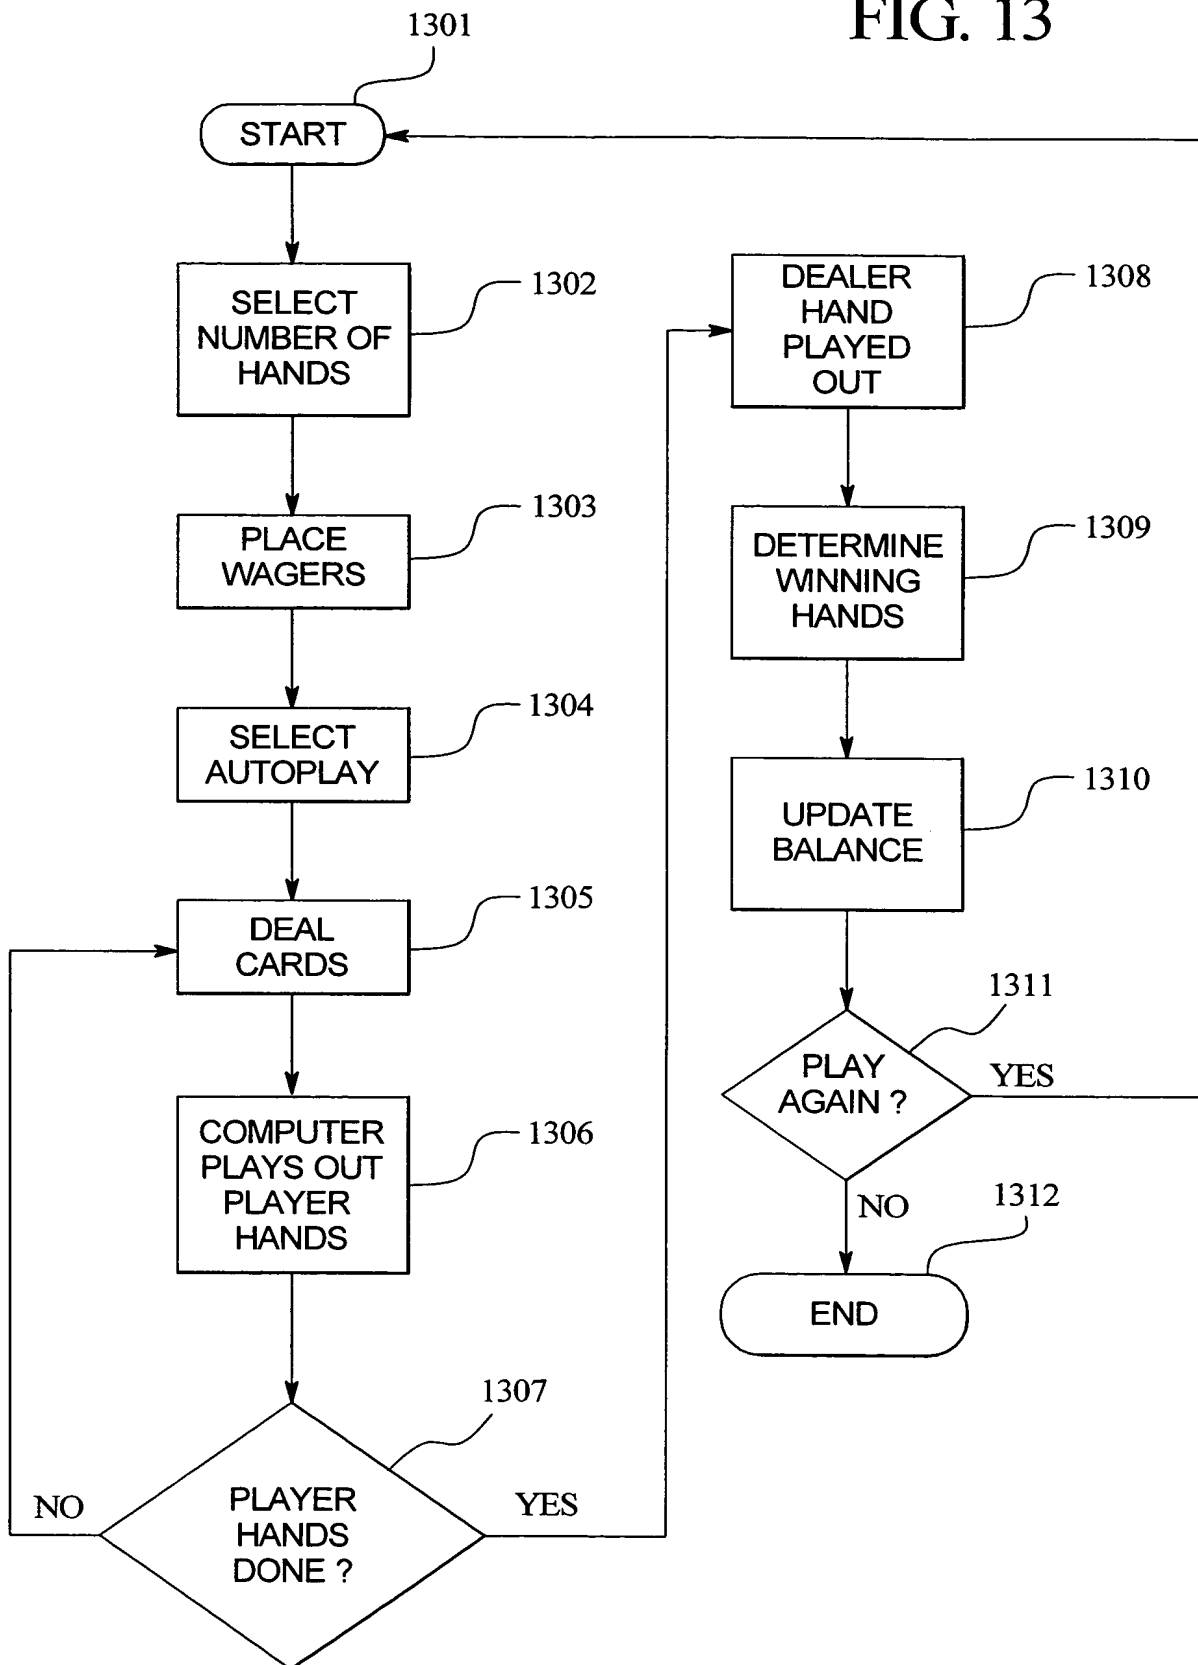 FIG. 13
1301
START
1302
SELECT
NUMBER OF
HANDS
1303
PLACE
WAGERS
1304
SELECT
AUTOPLAY
1305
DEAL
CARDS
1306
COMPUTER
PLAYS OUT
PLAYER
HANDS
1307
PLAYER
HANDS
DONE ?
NO
YES
1308
DEALER
HAND
PLAYED
OUT
1309
DETERMINE
WINNING
HANDS
1310
UPDATE
BALANCE
1311
PLAY
AGAIN ?
YES
NO
1312
END